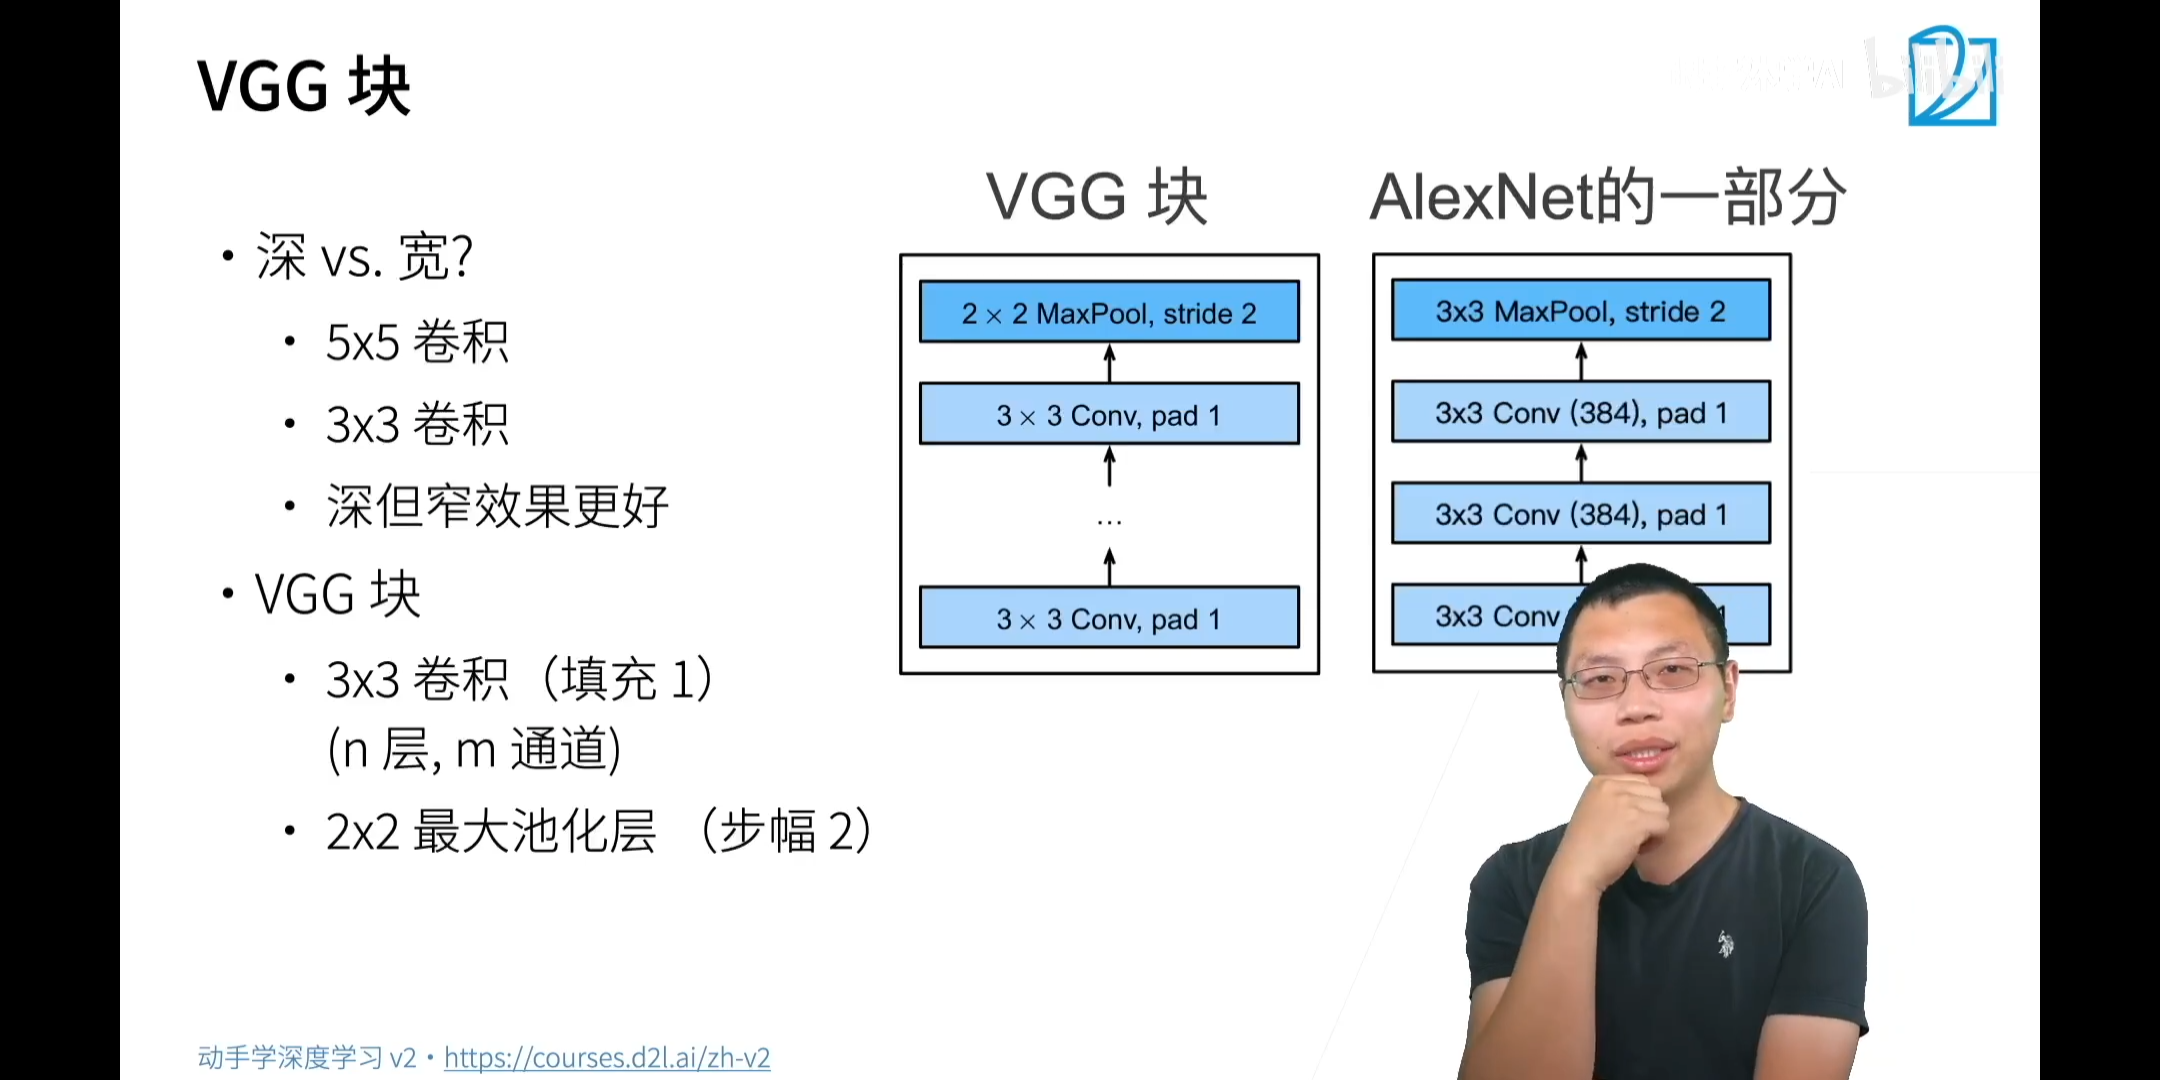 VGG 块
bilibili
• 深 vs. 宽?
• 5x5 卷积
• 3x3 卷积
• 深但窄效果更好
• VGG 块
• 3x3 卷积（填充 1）
(n 层, m 通道)
• 2x2 最大池化层 （步幅 2）
VGG 块
2 × 2 MaxPool, stride 2
3 × 3 Conv, pad 1
...
3 × 3 Conv, pad 1
AlexNet的一部分
3x3 MaxPool, stride 2
3x3 Conv (384), pad 1
3x3 Conv (384), pad 1
3x3 Conv
动手学深度学习 v2 • https://courses.d2l.ai/zh-v2